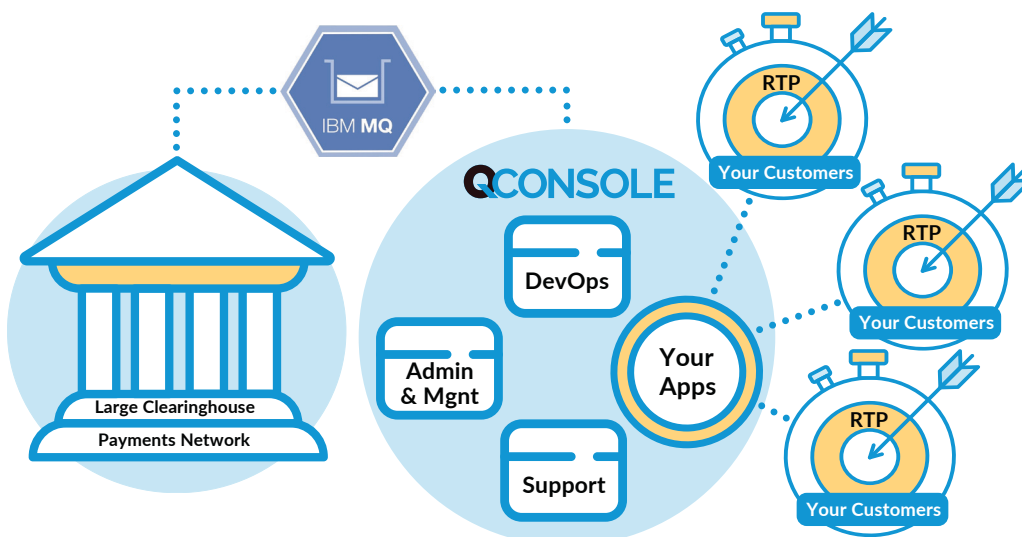 IBM MQ
QCONSOLE
DevOps
Admin
& Mgnt
Support
Your
Apps
Large Clearinghouse
Payments Network
RTP
Your Customers
RTP
Your Customers
RTP
Your Customers